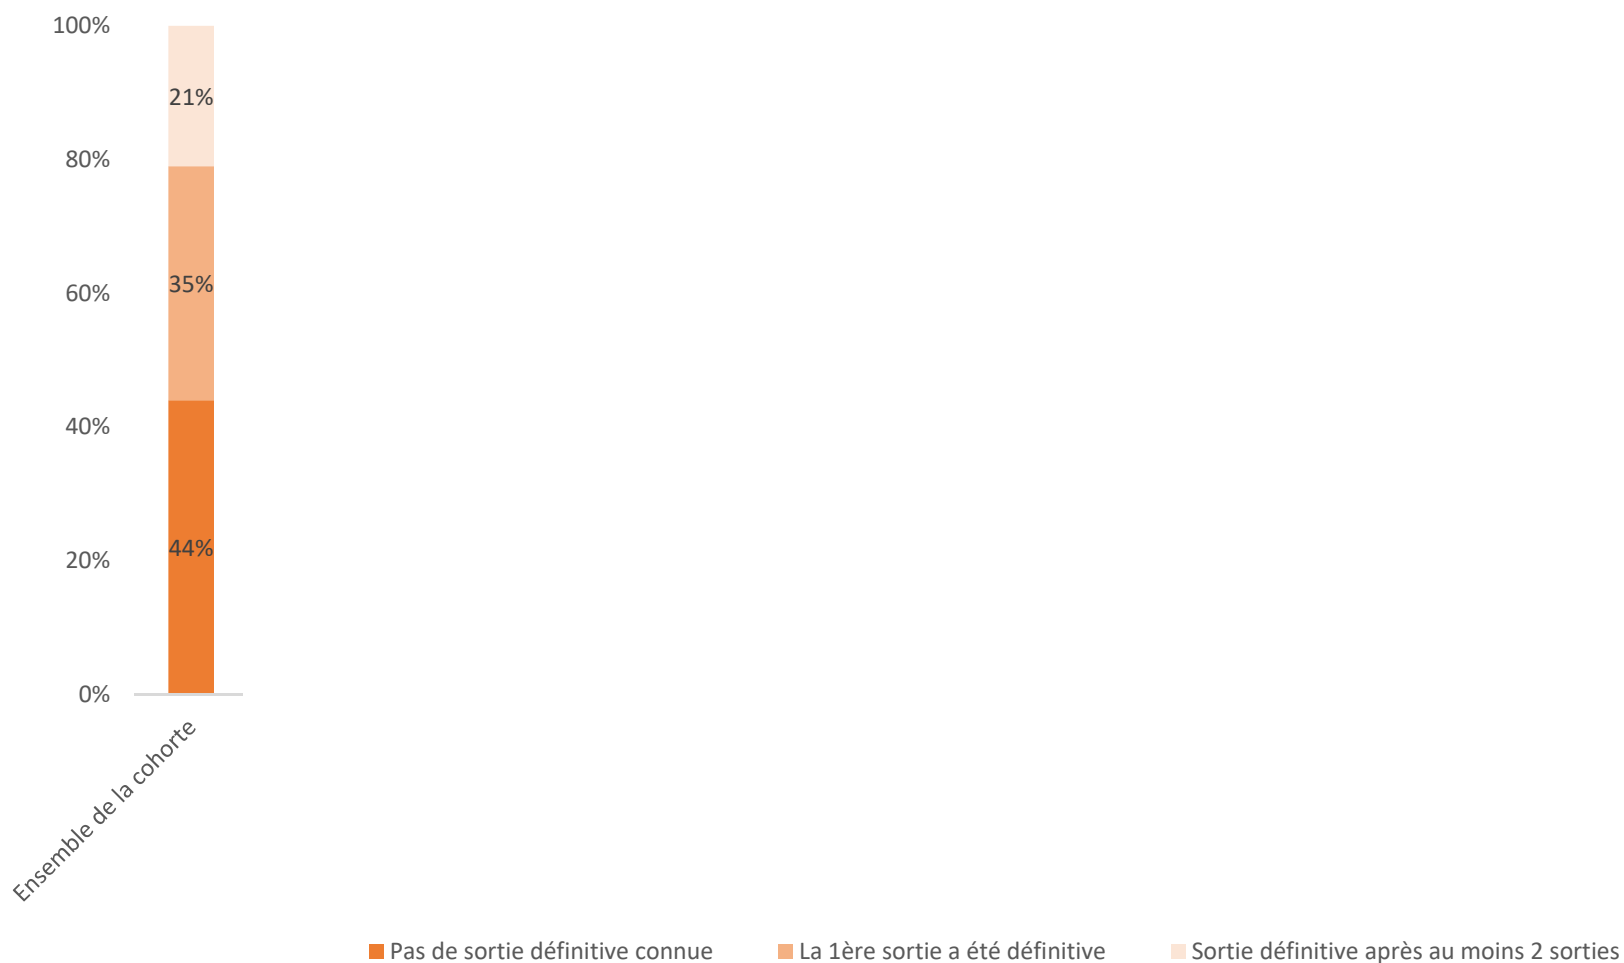 100%
21%
80%
35%
60%
40%
44%
20%
0%
Ensemble de la cohorte
Pas de sortie définitive connue
La 1ère sortie a été définitive
Sortie définitive après au moins 2 sorties